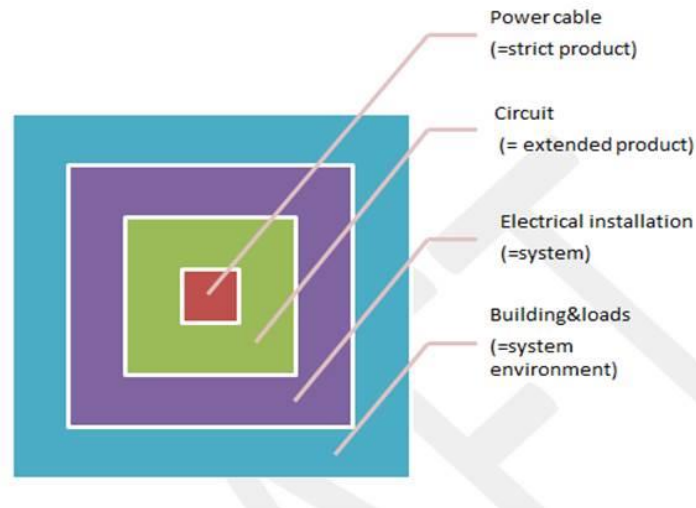 Power cable
(=strict product)
Circuit
(= extended product)
Electrical installation
(=system)
Building&loads
(=system
environment)